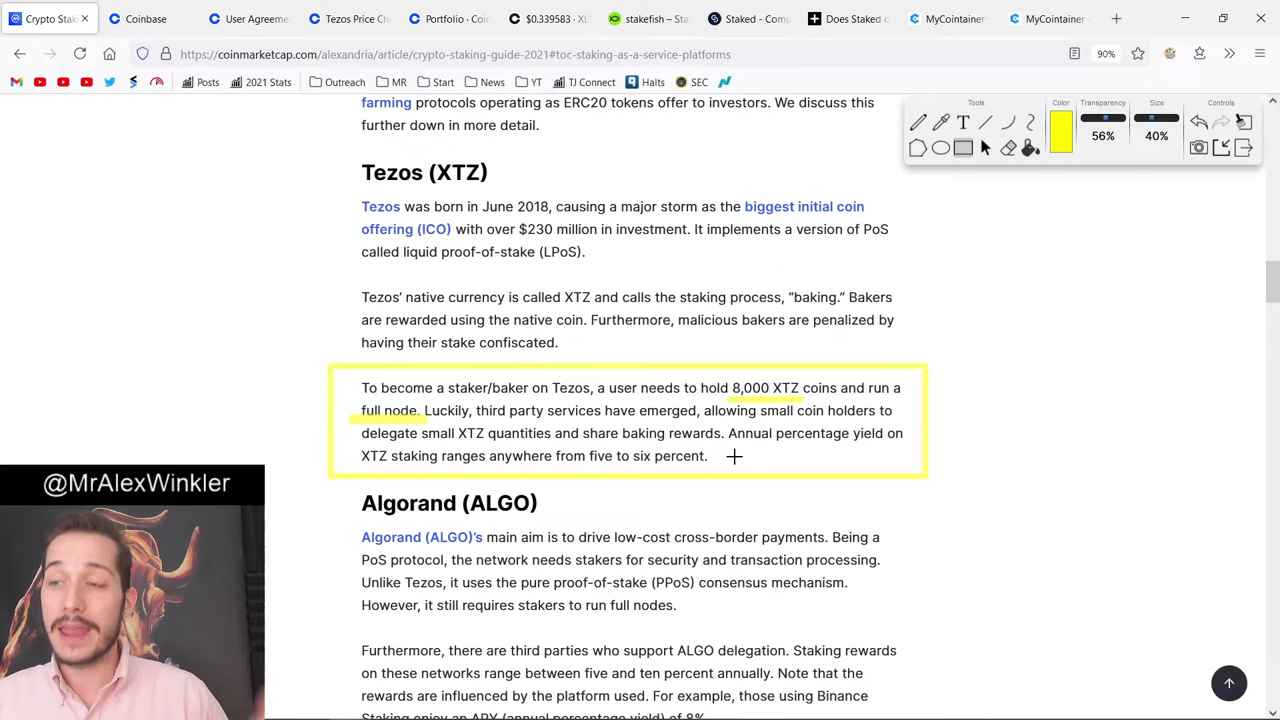 Crypto Sta
Coinbase
User Agreeme
Tezos Price Ch
Portfolio · Coin
$0.339583 · XL
stakefish – Sta
Staked - Comp
Does Staked c
MyCointainer
MyCointainer
https://coinmarketcap.com/alexandria/article/crypto-staking-guide-2021#toc-staking-as-a-service-platforms
90%
Posts
2021 Stats
Outreach
MR
Start
News
YT
TJ Connect
Halts
SEC
Tools
Color
Transparency
Size
Controls
56%
40%
farming protocols operating as ERC20 tokens offer to investors. We discuss this
further down in more detail.
Tezos (XTZ)
Tezos was born in June 2018, causing a major storm as the biggest initial coin
offering (ICO) with over $230 million in investment. It implements a version of PoS
called liquid proof-of-stake (LPoS).
Tezos’ native currency is called XTZ and calls the staking process, “baking.” Bakers
are rewarded using the native coin. Furthermore, malicious bakers are penalized by
having their stake confiscated.
To become a staker/baker on Tezos, a user needs to hold 8,000 XTZ coins and run a
full node. Luckily, third party services have emerged, allowing small coin holders to
delegate small XTZ quantities and share baking rewards. Annual percentage yield on
XTZ staking ranges anywhere from five to six percent.
@MrAlexWinkler
Algorand (ALGO)
Algorand (ALGO)’s main aim is to drive low-cost cross-border payments. Being a
PoS protocol, the network needs stakers for security and transaction processing.
Unlike Tezos, it uses the pure proof-of-stake (PPoS) consensus mechanism.
However, it still requires stakers to run full nodes.
Furthermore, there are third parties who support ALGO delegation. Staking rewards
on these networks range between five and ten percent annually. Note that the
rewards are influenced by the platform used. For example, those using Binance
Staking enjoy an APY (annual percentage yield) of 8%.